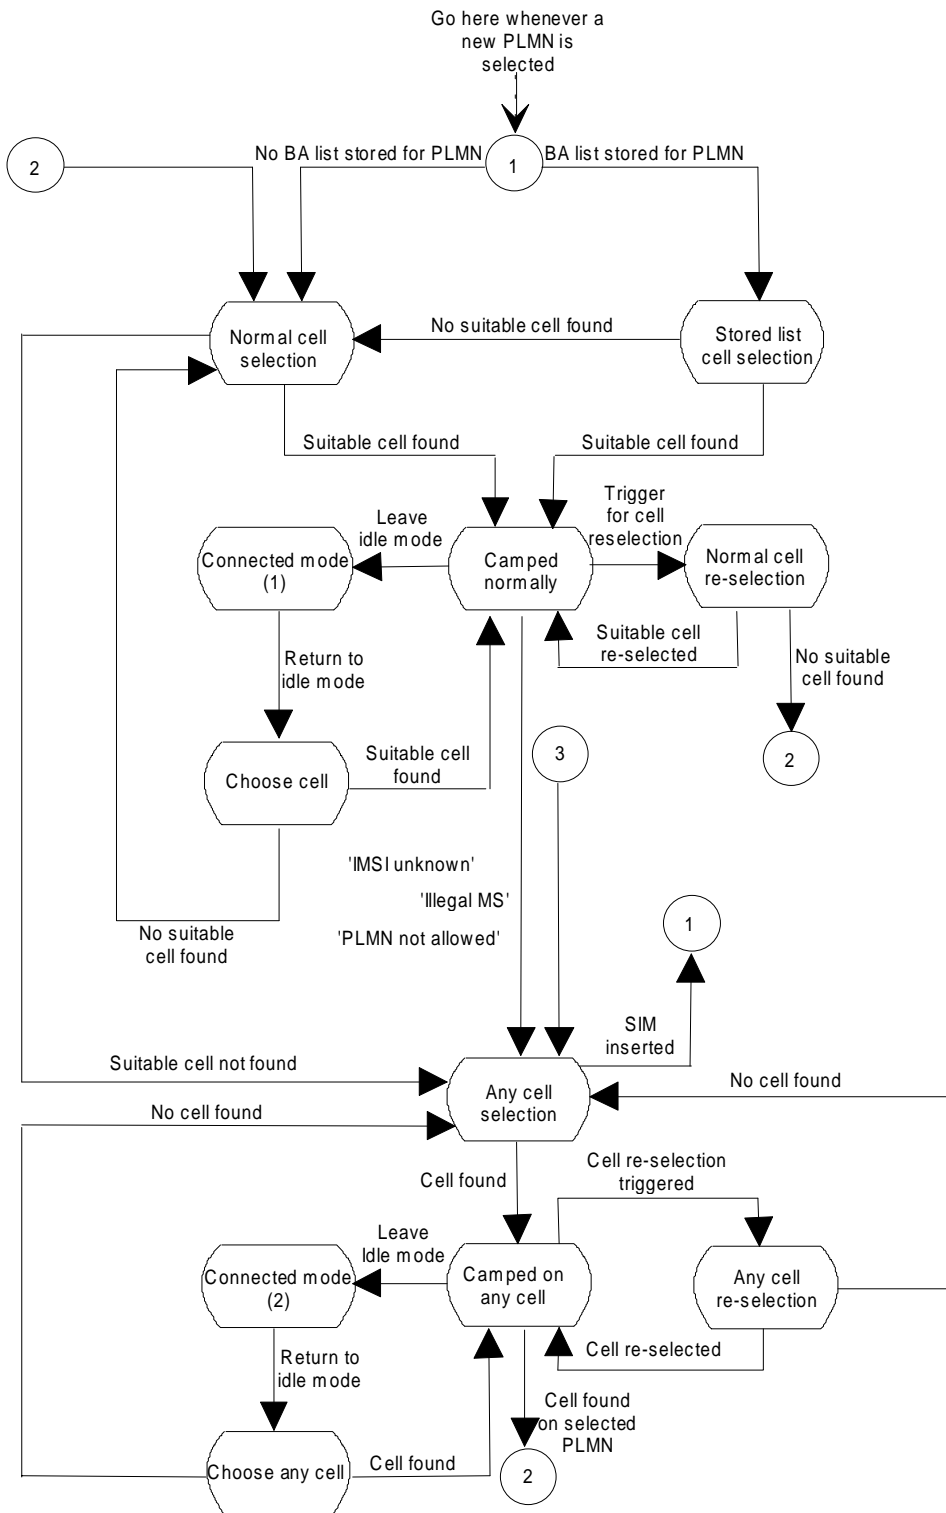 Go here whenever a
new PLMN is
selected
2
No BA list stored for PLMN
1
BA list stored for PLMN
Normal cell
selection
No suitable cell found
Stored list
cell selection
Suitable cell found
Suitable cell found
Leave
idle mode
Trigger
for cell
reselection
Connected mode
(1)
Camped
normally
Normal cell
re-selection
Suitable cell
re-selected
Return to
idle mode
No suitable
cell found
Choose cell
Suitable cell
found
3
2
'IMSI unknown'
'Illegal MS'
'PLMN not allowed'
No suitable
cell found
1
SIM
inserted
Suitable cell not found
Any cell
selection
No cell found
No cell found
Cell found
Cell re-selection
triggered
Leave
Idle mode
Connected mode
(2)
Camped on
any cell
Any cell
re-selection
Return to
idle mode
Cell re-selected
Cell found
on selected
PLMN
Choose any cell
Cell found
2